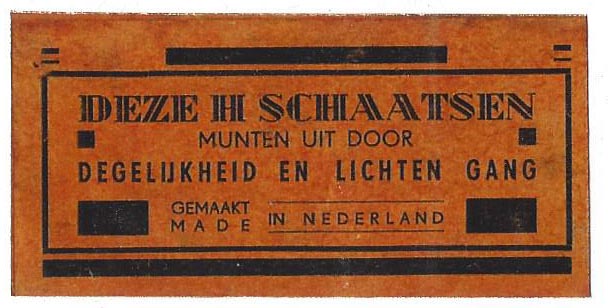 DEZE H SCHAATSEN
MUNTEN UIT DOOR
DEGELIJKHEID EN LICHTEN GANG
GEMAAKT
MADE
IN NEDERLAND